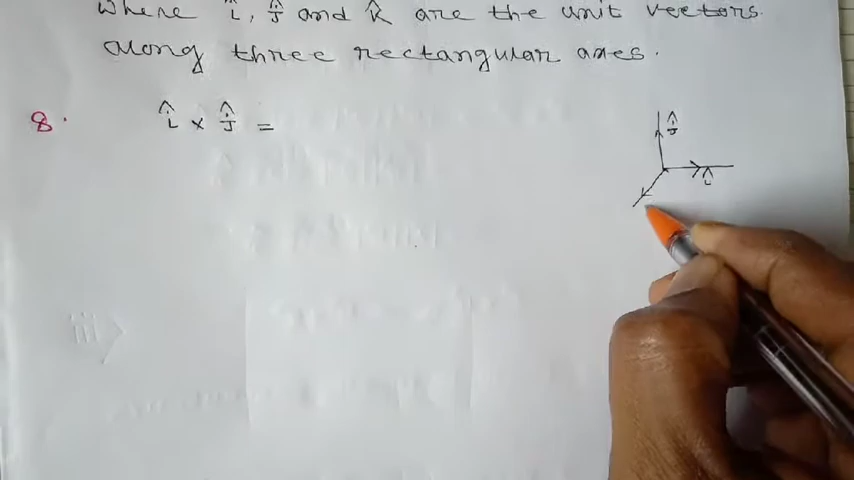 where î, ĵ and k̂ are the unit vectors
along three rectangular axes.
8. î × ĵ =
ĵ
î